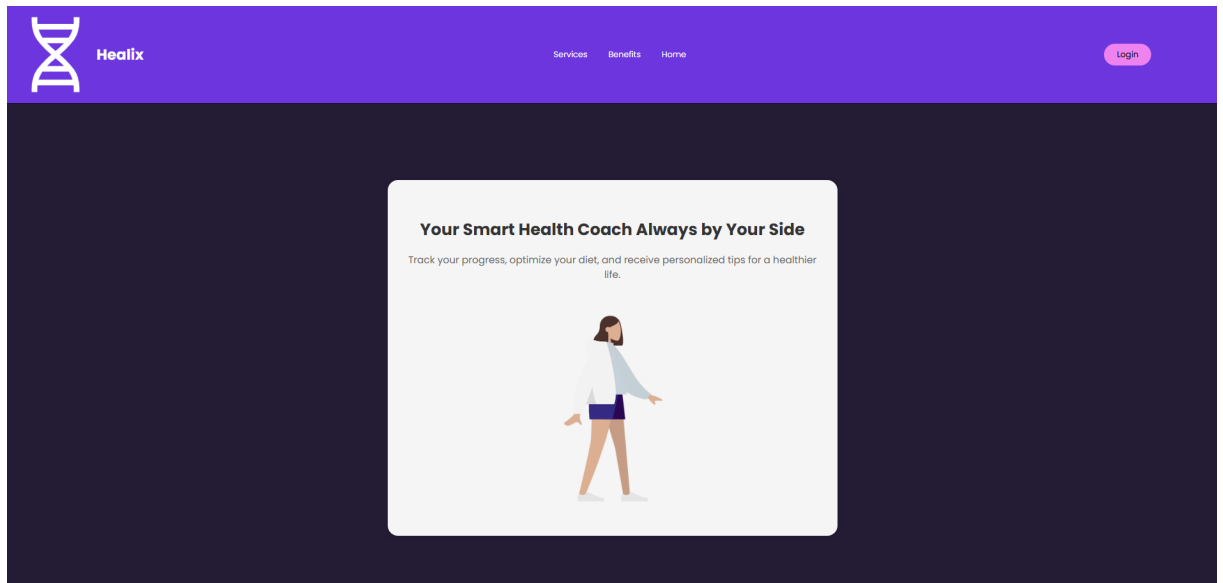 Healix
Services
Benefits
Home
Login
Your Smart Health Coach Always by Your Side
Track your progress, optimize your diet, and receive personalized tips for a healthier
life.